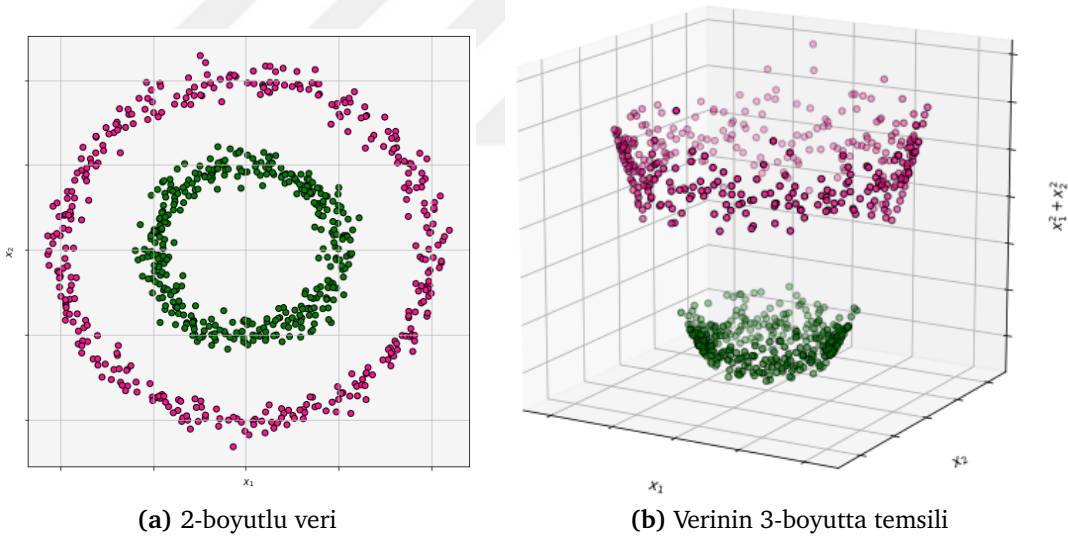 x₂
x₁
(a) 2-boyutlu veri
x₁² + x₂²
x₂
x₁
(b) Verinin 3-boyutta temsili